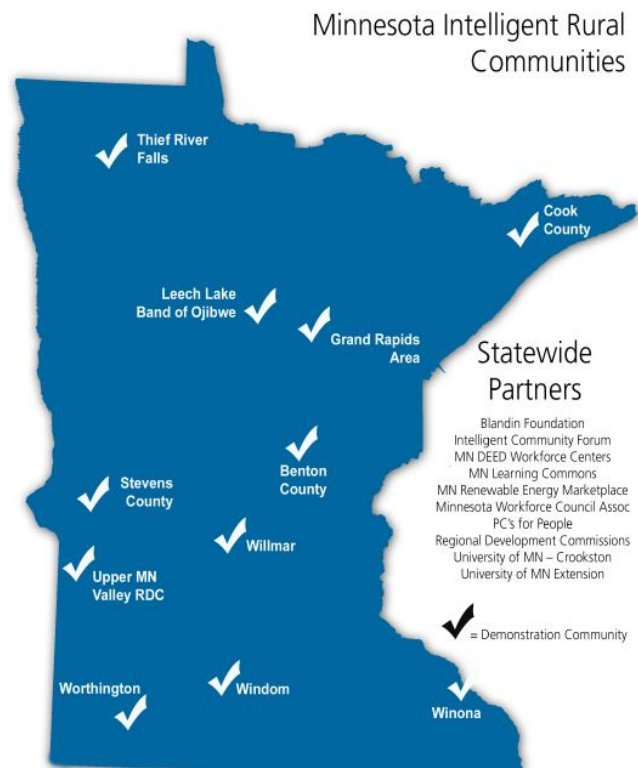 Minnesota Intelligent Rural
Communities
Thief River
Falls
Cook
County
Leech Lake
Band of Ojibwe
Grand Rapids
Area
Statewide
Partners
Blandin Foundation
Intelligent Community Forum
MN DEED Workforce Centers
MN Learning Commons
MN Renewable Energy Marketplace
Minnesota Workforce Council Assoc
PC's for People
Regional Development Commissions
University of MN – Crookston
University of MN Extension
Benton
County
Stevens
County
Willmar
Upper MN
Valley RDC
= Demonstration Community
Worthington
Windom
Winona